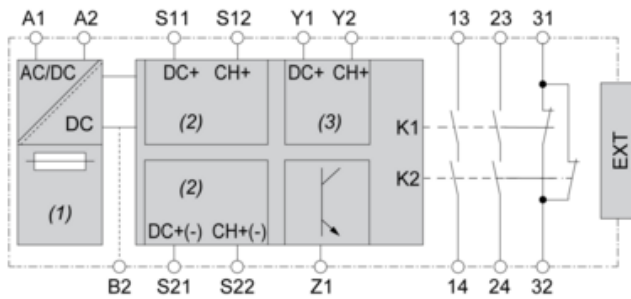 A1 A2 S11 S12 Y1 Y2 13 23 31
AC/DC DC+ CH+ DC+ CH+
DC (2) (3) K1
EXT
(2) K2
(1) DC+(-) CH+(-)
B2 S21 S22 Z1 14 24 32